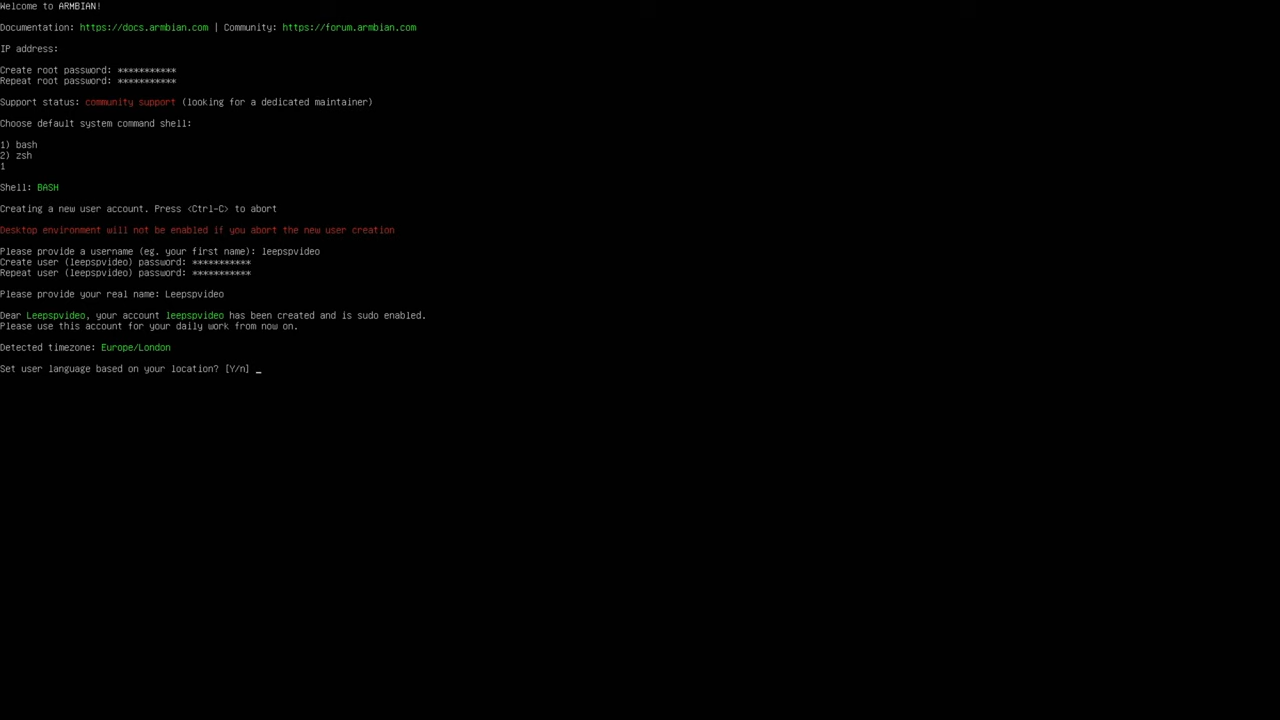 Welcome to ARMBIAN!
Documentation: https://docs.armbian.com | Community: https://forum.armbian.com
IP address:
Create root password: ***********
Repeat root password: ***********
Support status: community support (looking for a dedicated maintainer)
Choose default system command shell:
1) bash
2) zsh
1
Shell: BASH
Creating a new user account. Press <Ctrl-C> to abort
Desktop environment will not be enabled if you abort the new user creation
Please provide a username (eg. your first name): leepspvideo
Create user (leepspvideo) password: ***********
Repeat user (leepspvideo) password: ***********
Please provide your real name: Leepspvideo
Dear Leepspvideo, your account leepspvideo has been created and is sudo enabled.
Please use this account for your daily work from now on.
Detected timezone: Europe/London
Set user language based on your location? [Y/n] _